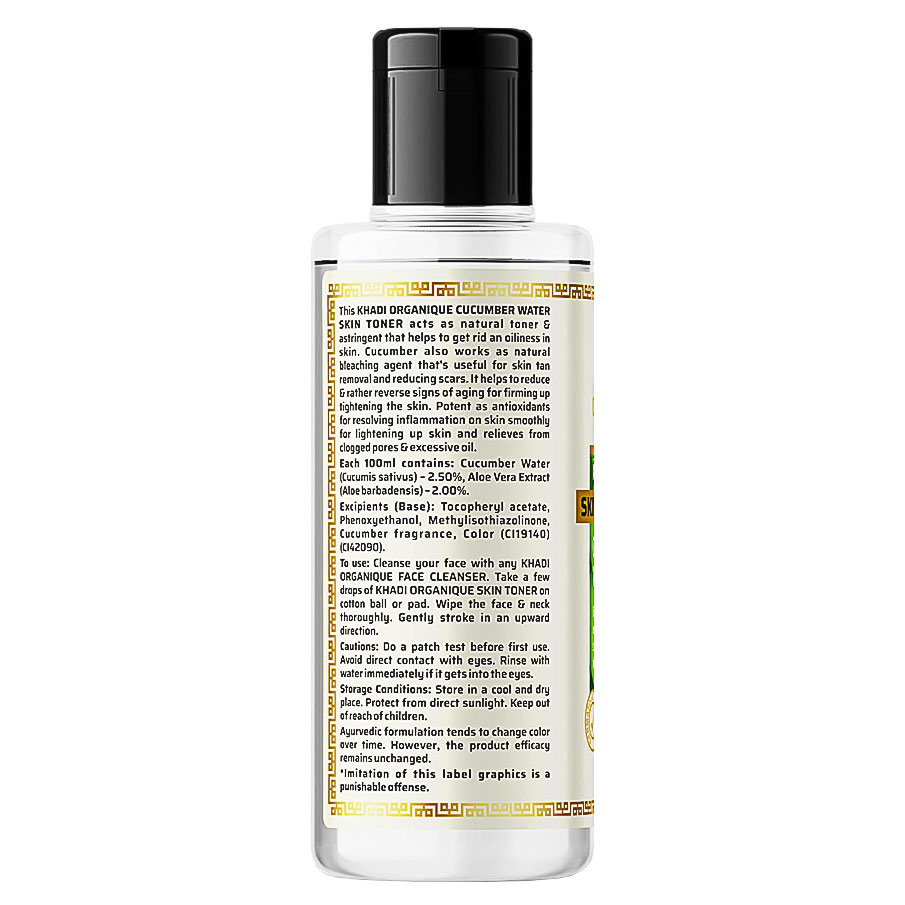 This KHADI ORGANIQUE CUCUMBER WATER
SKIN TONER acts as natural toner &
astringent that helps to get rid an oiliness in
skin. Cucumber also works as natural
bleaching agent that's useful for skin tan
removal and reducing scars. It helps to reduce
& rather reverse signs of aging for firming up
tightening the skin. Potent as antioxidants
for resolving inflammation on skin smoothly
for lightening up skin and relieves from
clogged pores & excessive oil.
Each 100ml contains: Cucumber Water
(Cucumis sativus) - 2.50%, Aloe Vera Extract
(Aloe barbadensis) - 2.00%.
Excipients (Base): Tocopheryl acetate,
Phenoxyethanol, Methylisothiazolinone,
Cucumber fragrance, Color (CI19140)
(CI42090).
To use: Cleanse your face with any KHADI
ORGANIQUE FACE CLEANSER. Take a few
drops of KHADI ORGANIQUE SKIN TONER on
cotton ball or pad. Wipe the face & neck
thoroughly. Gently stroke in an upward
direction.
Cautions: Do a patch test before first use.
Avoid direct contact with eyes. Rinse with
water immediately if it gets into the eyes.
Storage Conditions: Store in a cool and dry
place. Protect from direct sunlight. Keep out
of reach of children.
Ayurvedic formulation tends to change color
over time. However, the product efficacy
remains unchanged.
*Imitation of this label graphics is a
punishable offense.